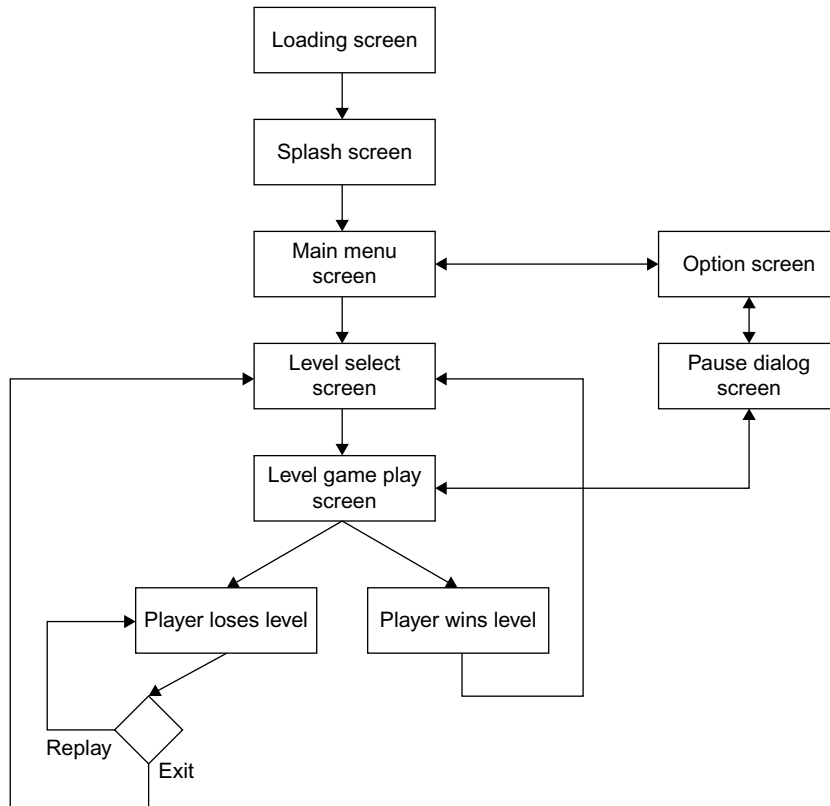 Loading screen
Splash screen
Main menu
screen
Option screen
Level select
screen
Pause dialog
screen
Level game play
screen
Player loses level
Player wins level
Replay
Exit